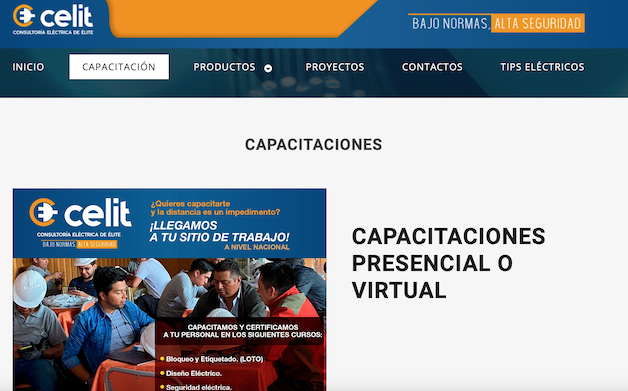 celit
CONSULTORÍA ELÉCTRICA DE ÉLITE
BAJO NORMAS, ALTA SEGURIDAD
INICIO
CAPACITACIÓN
PRODUCTOS
PROYECTOS
CONTACTOS
TIPS ELÉCTRICOS
CAPACITACIONES
celit
CONSULTORÍA ELÉCTRICA DE ÉLITE
BAJO NORMAS, ALTA SEGURIDAD
¿Quieres capacitarte
y la distancia es un impedimento?
¡LLEGAMOS
A TU SITIO DE TRABAJO!
A NIVEL NACIONAL
CAPACITAMOS Y CERTIFICAMOS
A TU PERSONAL EN LOS SIGUIENTES CURSOS:
Bloqueo y Etiquetado. (LOTO)
Diseño Eléctrico.
Seguridad eléctrica.
CAPACITACIONES
PRESENCIAL O
VIRTUAL